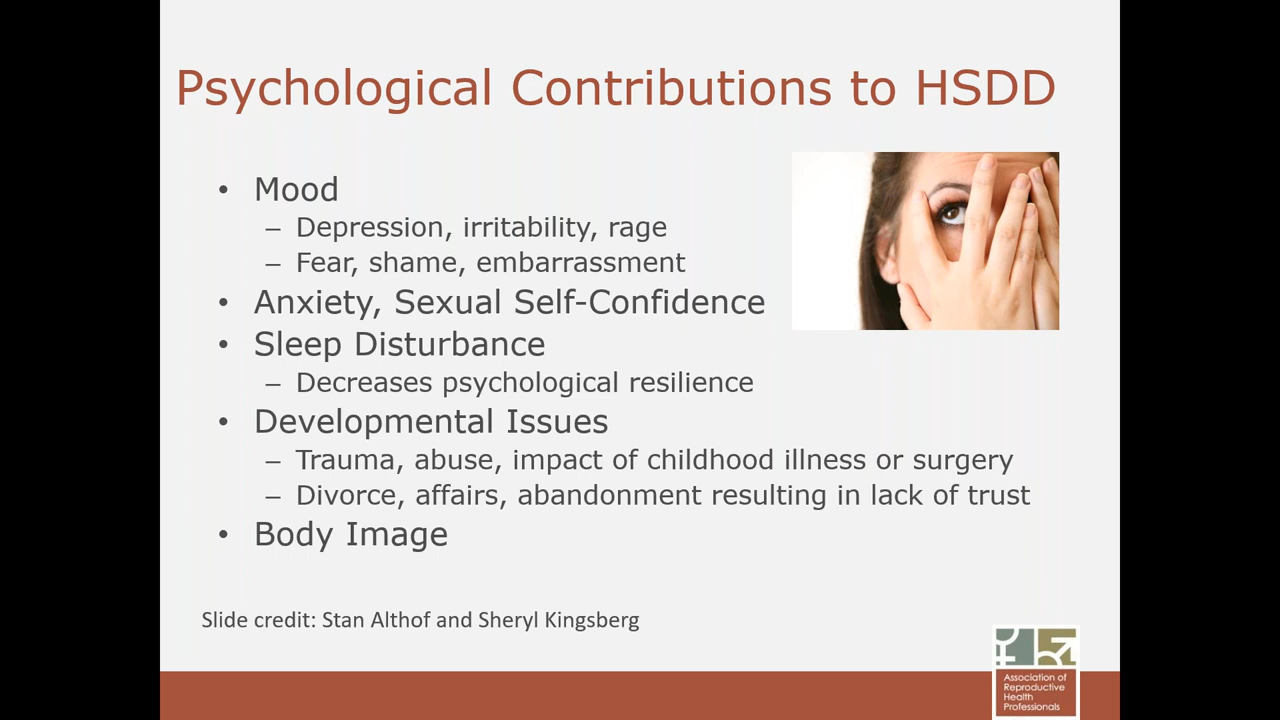 Psychological Contributions to HSDD
• Mood
– Depression, irritability, rage
– Fear, shame, embarrassment
• Anxiety, Sexual Self-Confidence
• Sleep Disturbance
– Decreases psychological resilience
• Developmental Issues
– Trauma, abuse, impact of childhood illness or surgery
– Divorce, affairs, abandonment resulting in lack of trust
• Body Image
Slide credit: Stan Althof and Sheryl Kingsberg
Association of
Reproductive
Health
Professionals